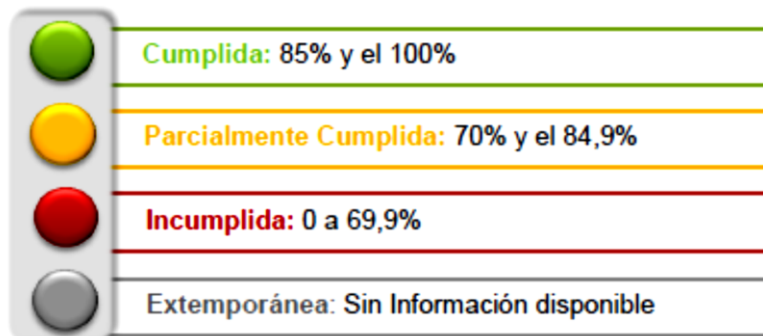 Cumplida: 85% y el 100%
Parcialmente Cumplida: 70% y el 84,9%
Incumplida: 0 a 69,9%
Extemporánea: Sin Información disponible